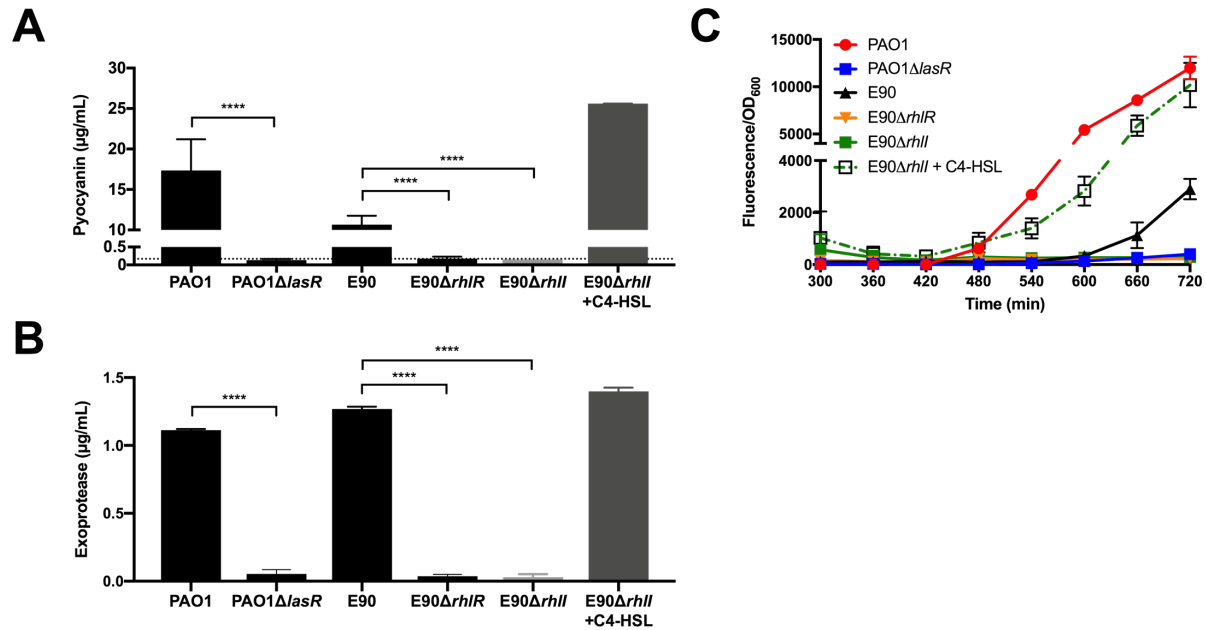 A
Pyocyanin (µg/mL)
30
25
20
15
10
0.5
0
****
****
****
PAO1
PAO1ΔlasR
E90
E90ΔrhlR
E90ΔrhlI
E90ΔrhlI
+C4-HSL
B
Exoprotease (µg/mL)
1.5
1.0
0.5
0.0
****
****
****
PAO1
PAO1ΔlasR
E90
E90ΔrhlR
E90ΔrhlI
E90ΔrhlI
+C4-HSL
C
Fluorescence/OD600
15000
10000
5000
4000
2000
0
PAO1
PAO1ΔlasR
E90
E90ΔrhlR
E90ΔrhlI
E90ΔrhlI + C4-HSL
300 360 420 480 540 600 660 720
Time (min)